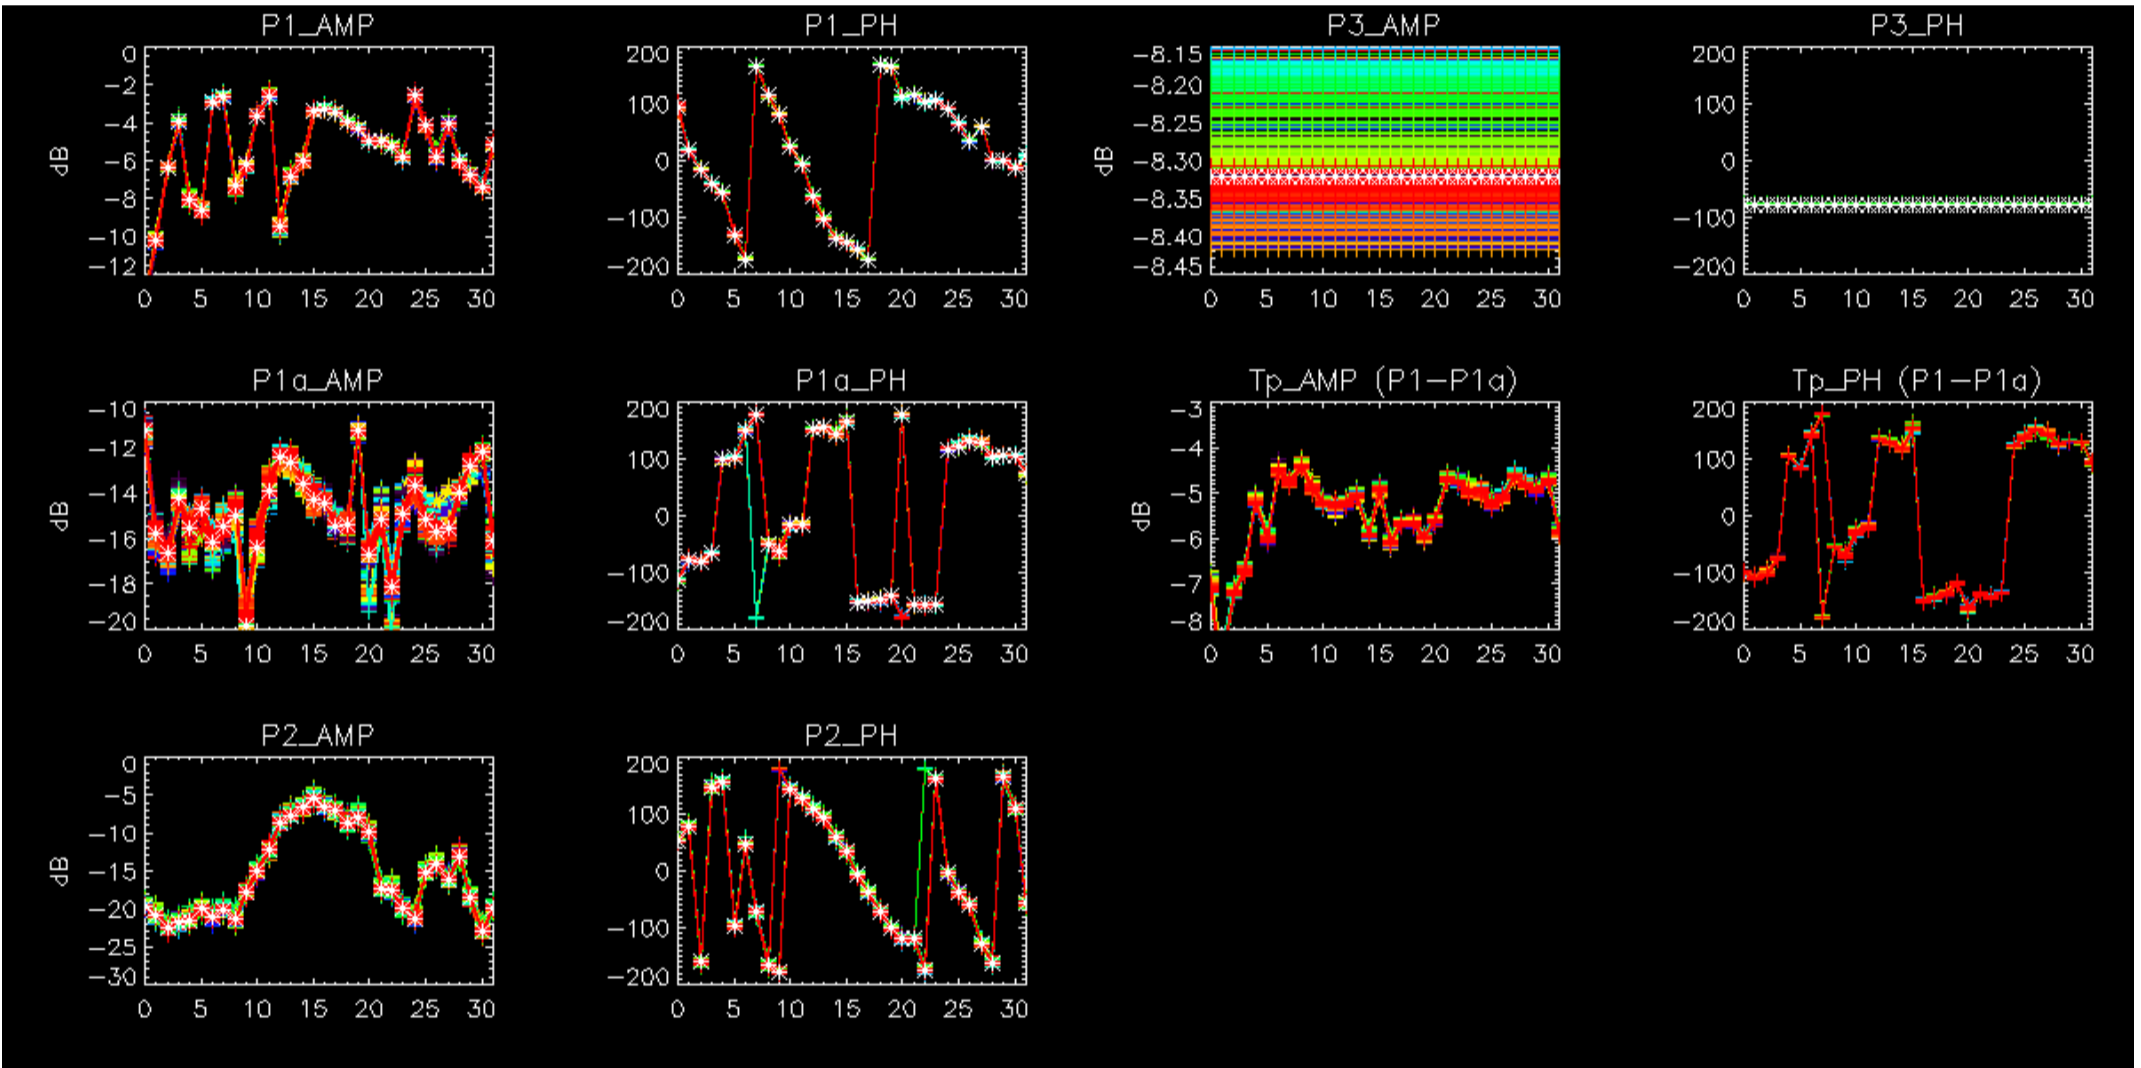 P1_AMP
P1_PH
P3_AMP
P3_PH
0
−2
−4
−6
−8
−10
−12
dB
0 5 10 15 20 25 30
200
100
0
−100
−200
0 5 10 15 20 25 30
−8.15
−8.20
−8.25
−8.30
−8.35
−8.40
−8.45
dB
0 5 10 15 20 25 30
200
100
0
−100
−200
0 5 10 15 20 25 30
P1a_AMP
P1a_PH
Tp_AMP (P1−P1a)
Tp_PH (P1−P1a)
−10
−12
−14
−16
−18
−20
dB
0 5 10 15 20 25 30
200
100
0
−100
−200
0 5 10 15 20 25 30
−3
−4
−5
−6
−7
−8
dB
0 5 10 15 20 25 30
200
100
0
−100
−200
0 5 10 15 20 25 30
P2_AMP
P2_PH
0
−5
−10
−15
−20
−25
−30
dB
0 5 10 15 20 25 30
200
100
0
−100
−200
0 5 10 15 20 25 30